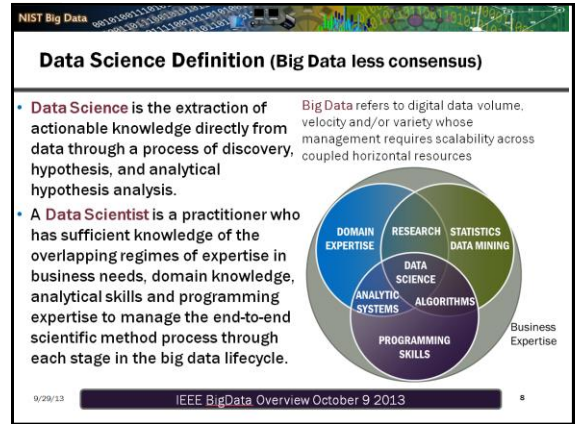 NIST Big Data
Data Science Definition (Big Data less consensus)
• Data Science is the extraction of
actionable knowledge directly from
data through a process of discovery,
hypothesis, and analytical
hypothesis analysis.
• A Data Scientist is a practitioner who
has sufficient knowledge of the
overlapping regimes of expertise in
business needs, domain knowledge,
analytical skills and programming
expertise to manage the end-to-end
scientific method process through
each stage in the big data lifecycle.
Big Data refers to digital data volume,
velocity and/or variety whose
management requires scalability across
coupled horizontal resources
DOMAIN
EXPERTISE
RESEARCH
STATISTICS
DATA MINING
DATA
SCIENCE
ANALYTIC
SYSTEMS
ALGORITHMS
PROGRAMMING
SKILLS
Business
Expertise
9/29/13
IEEE BigData Overview October 9 2013
8